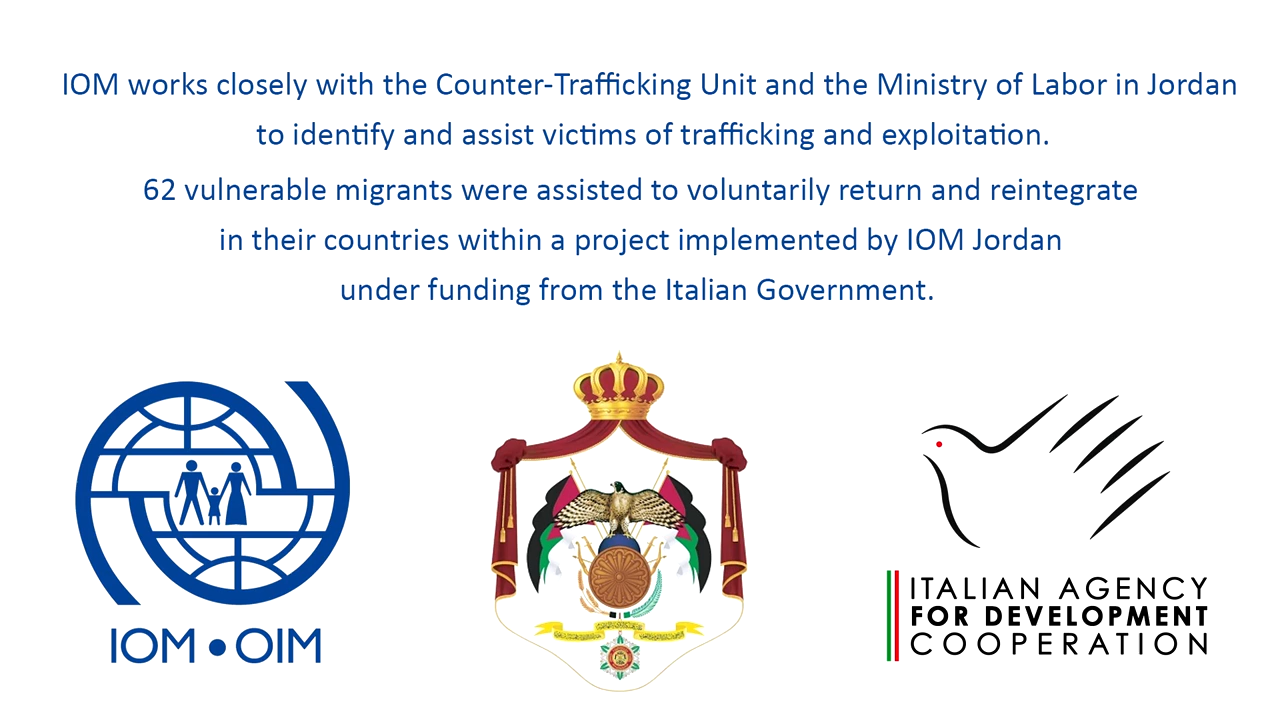 IOM works closely with the Counter-Trafficking Unit and the Ministry of Labor in Jordan
to identify and assist victims of trafficking and exploitation.
62 vulnerable migrants were assisted to voluntarily return and reintegrate
in their countries within a project implemented by IOM Jordan
under funding from the Italian Government.
IOM • OIM
ITALIAN AGENCY
FOR DEVELOPMENT
COOPERATION